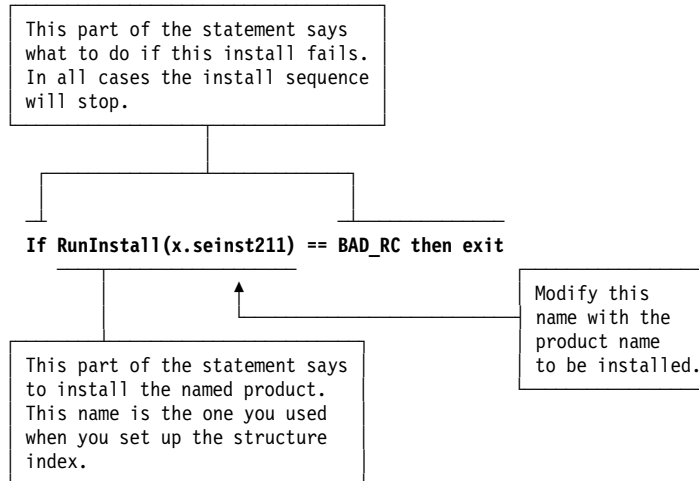 This part of the statement says
what to do if this install fails.
In all cases the install sequence
will stop.
If RunInstall(x.seinst211) == BAD_RC then exit
Modify this
name with the
product name
to be installed.
This part of the statement says
to install the named product.
This name is the one you used
when you set up the structure
index.